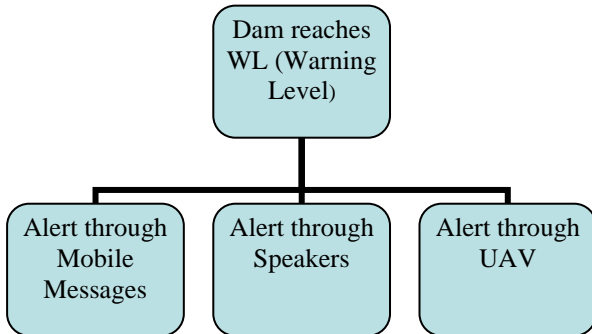 Dam reaches
WL (Warning
Level)
Alert through
Mobile
Messages
Alert through
Speakers
Alert through
UAV